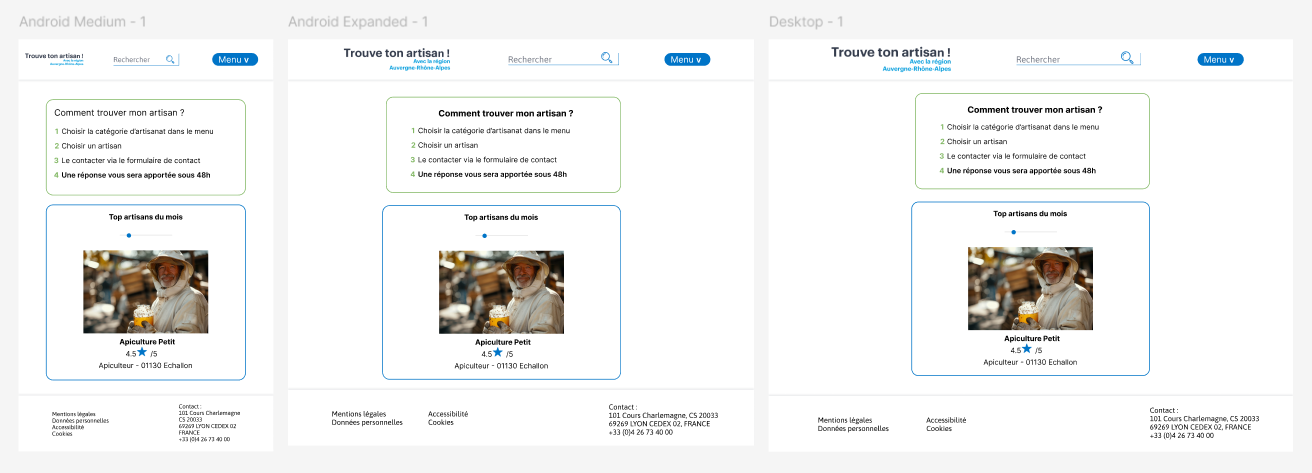 Android Medium - 1
Trouve ton artisan !
Avec la région
Auvergne-Rhône-Alpes
Rechercher
Menu v
Comment trouver mon artisan ?
1 Choisir la catégorie d'artisanat dans le menu
2 Choisir un artisan
3 Le contacter via le formulaire de contact
4 Une réponse vous sera apportée sous 48h
Top artisans du mois
Apiculture Petit
4.5 /5
Apiculteur - 01130 Echallon
Mentions légales
Données personnelles
Accessibilité
Cookies
Contact :
101 Cours Charlemagne
CS 20033
69269 LYON CEDEX 02
FRANCE
+33 (0)4 26 73 40 00
Android Expanded - 1
Trouve ton artisan !
Avec la région
Auvergne-Rhône-Alpes
Rechercher
Menu v
Comment trouver mon artisan ?
1 Choisir la catégorie d'artisanat dans le menu
2 Choisir un artisan
3 Le contacter via le formulaire de contact
4 Une réponse vous sera apportée sous 48h
Top artisans du mois
Apiculture Petit
4.5 /5
Apiculteur - 01130 Echallon
Mentions légales
Données personnelles
Accessibilité
Cookies
Contact :
101 Cours Charlemagne, CS 20033
69269 LYON CEDEX 02, FRANCE
+33 (0)4 26 73 40 00
Desktop - 1
Trouve ton artisan !
Avec la région
Auvergne-Rhône-Alpes
Rechercher
Menu v
Comment trouver mon artisan ?
1 Choisir la catégorie d'artisanat dans le menu
2 Choisir un artisan
3 Le contacter via le formulaire de contact
4 Une réponse vous sera apportée sous 48h
Top artisans du mois
Apiculture Petit
4.5 /5
Apiculteur - 01130 Echallon
Mentions légales
Données personnelles
Accessibilité
Cookies
Contact :
101 Cours Charlemagne, CS 20033
69269 LYON CEDEX 02, FRANCE
+33 (0)4 26 73 40 00